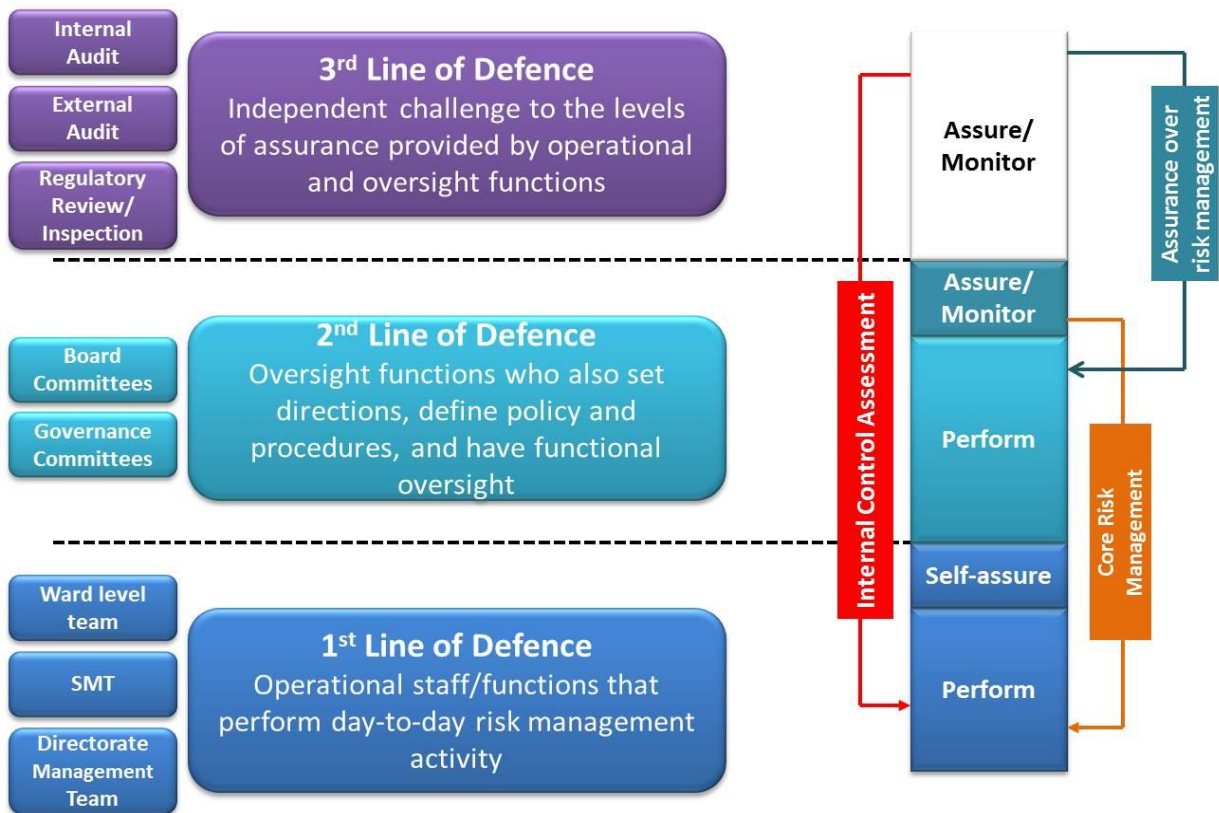 Internal
Audit
External
Audit
Regulatory
Review/
Inspection
3rd Line of Defence
Independent challenge to the levels
of assurance provided by operational
and oversight functions
Board
Committees
Governance
Committees
2nd Line of Defence
Oversight functions who also set
directions, define policy and
procedures, and have functional
oversight
Ward level
team
SMT
Directorate
Management
Team
1st Line of Defence
Operational staff/functions that
perform day-to-day risk management
activity
Internal Control Assessment
Assure/
Monitor
Assure/
Monitor
Perform
Self-assure
Perform
Assurance over
risk management
Core Risk
Management